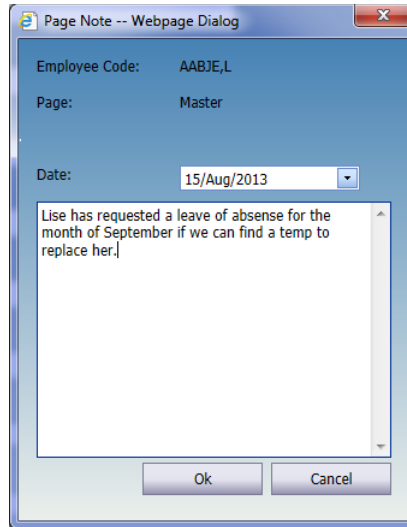 Page Note -- Webpage Dialog
Employee Code: AABJE,L
Page: Master
Date: 15/Aug/2013
Lise has requested a leave of absense for the
month of September if we can find a temp to
replace her.
Ok Cancel